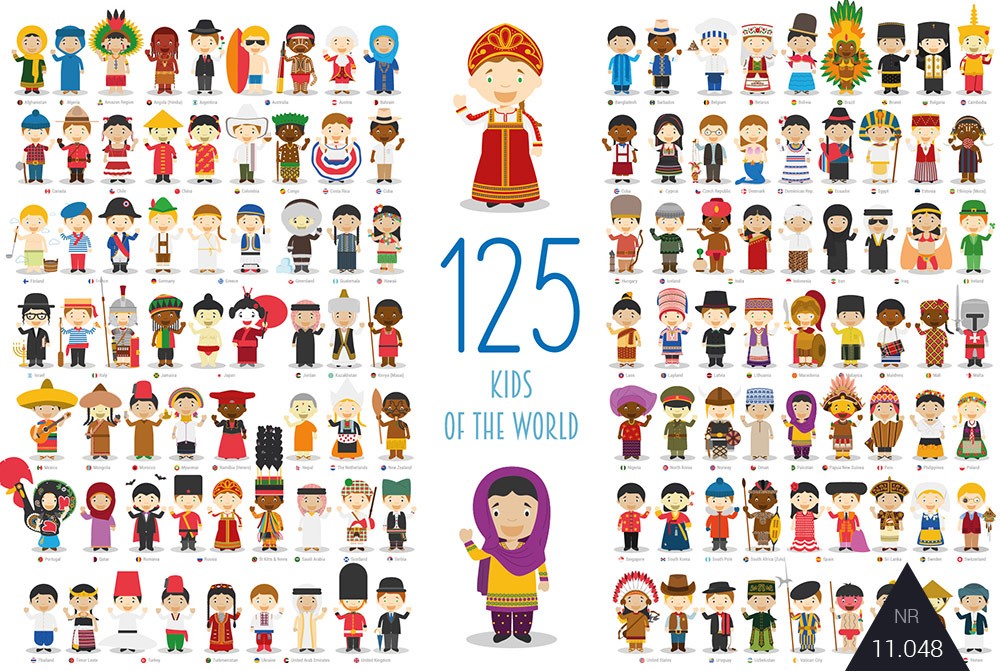 Afghanistan
Algeria
Amazon Region
Angola (Himba)
Argentina
Australia
Austria
Bahrain
Canada
Chile
China
Colombia
Congo
Costa Rica
Cuba
Finland
France
Germany
Greece
Greenland
Guatemala
Hawaii
Israel
Italy
Jamaica
Japan
Jordan
Kazakhstan
Kenya (Masai)
Mexico
Mongolia
Morocco
Myanmar
Namibia (Herero)
Nepal
The Netherlands
New Zealand
Portugal
Qatar
Romania
Russia
St Kitts & Nevis
Saudi Arabia
Scotland
Serbia
Thailand
Timor Leste
Turkey
Turkmenistan
Ukraine
United Arab Emirates
United Kingdom
125
KIDS
OF THE WORLD
Bangladesh
Barbados
Belgium
Belarus
Bolivia
Brazil
Brunei
Bulgaria
Cambodia
Cuba
Cyprus
Czech Republic
Denmark
Dominican Rep
Ecuador
Egypt
Estonia
Hungary
Iceland
India
Indonesia
Iran
Iraq
Ireland
Laos
Lapland
Latvia
Lithuania
Macedonia
Maldives
Mali
Malta
Nigeria
North Korea
Norway
Oman
Pakistan
Papua New Guinea
Peru
Philippines
Poland
Singapore
South Korea
South Pole
South Africa (Zulu)
Spain
Sri Lanka
Sweden
Switzerland
United States
Uruguay
Uzbekistan
Vatican City
NR
11.048